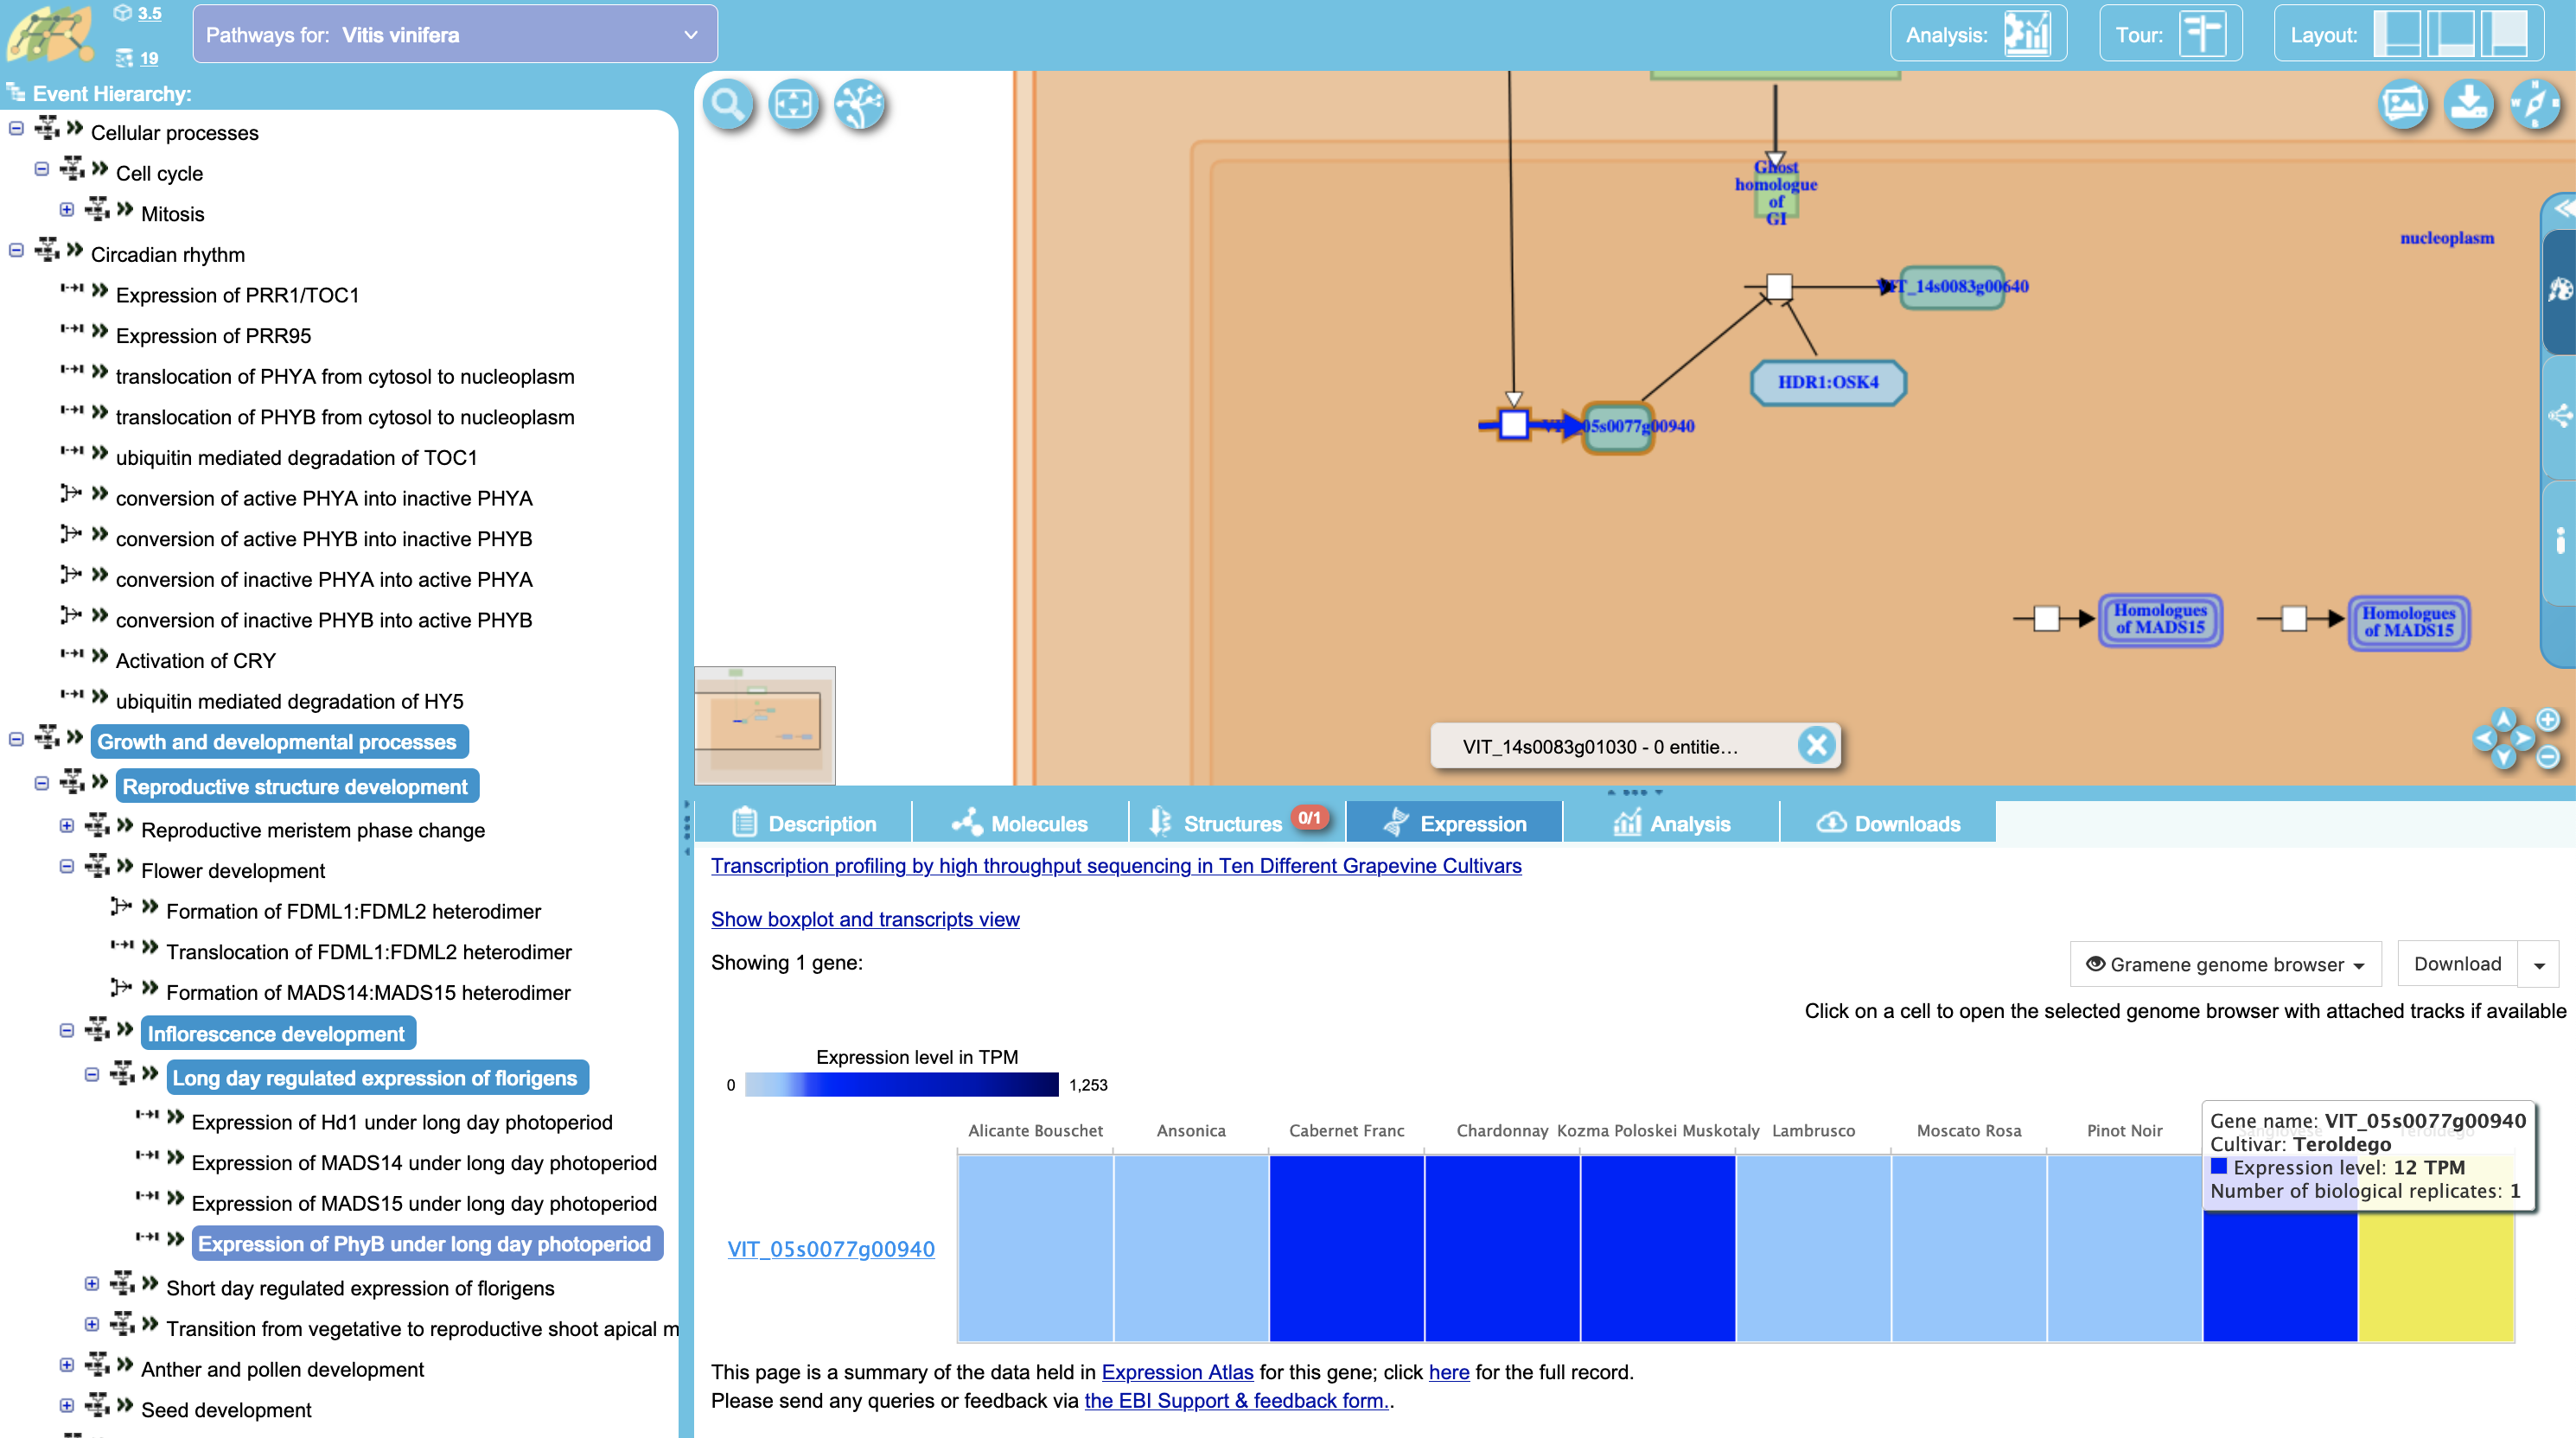 3.5
19
Pathways for: Vitis vinifera
Analysis:
Tour:
Layout:
Event Hierarchy:
Cellular processes
Cell cycle
Mitosis
Circadian rhythm
Expression of PRR1/TOC1
Expression of PRR95
translocation of PHYA from cytosol to nucleoplasm
translocation of PHYB from cytosol to nucleoplasm
ubiquitin mediated degradation of TOC1
conversion of active PHYA into inactive PHYA
conversion of active PHYB into inactive PHYB
conversion of inactive PHYA into active PHYA
conversion of inactive PHYB into active PHYB
Activation of CRY
ubiquitin mediated degradation of HY5
Growth and developmental processes
Reproductive structure development
Reproductive meristem phase change
Flower development
Formation of FDML1:FDML2 heterodimer
Translocation of FDML1:FDML2 heterodimer
Formation of MADS14:MADS15 heterodimer
Inflorescence development
Long day regulated expression of florigens
Expression of Hd1 under long day photoperiod
Expression of MADS14 under long day photoperiod
Expression of MADS15 under long day photoperiod
Expression of PhyB under long day photoperiod
Short day regulated expression of florigens
Transition from vegetative to reproductive shoot apical m
Anther and pollen development
Seed development
Ghost
homologue
of
GI
nucleoplasm
VIT_14s0083g00640
HDR1:OSK4
VIT_05s0077g00940
Homologues
of MADS15
Homologues
of MADS15
VIT_14s0083g01030 - 0 entitie...
Description
Molecules
Structures 0/1
Expression
Analysis
Downloads
Transcription profiling by high throughput sequencing in Ten Different Grapevine Cultivars
Show boxplot and transcripts view
Showing 1 gene:
Gramene genome browser
Download
Click on a cell to open the selected genome browser with attached tracks if available
Expression level in TPM
0
1,253
Alicante Bouschet
Ansonica
Cabernet Franc
Chardonnay
Kozma Poloskei Muskotaly
Lambrusco
Moscato Rosa
Pinot Noir
Sangiovese
Teroldego
Gene name: VIT_05s0077g00940
Cultivar: Teroldego
Expression level: 12 TPM
Number of biological replicates: 1
VIT_05s0077g00940
This page is a summary of the data held in Expression Atlas for this gene; click here for the full record.
Please send any queries or feedback via the EBI Support & feedback form..